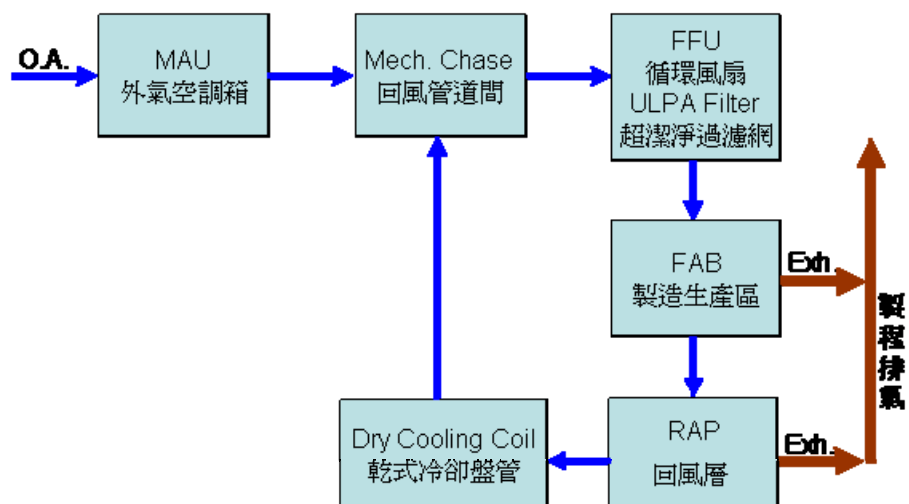 O.A.
MAU
外氣空調箱
Mech. Chase
回風管道間
FFU
循環風扇
ULPA Filter
超潔淨過濾網
FAB
製造生產區
Exh.
製程排氣
Dry Cooling Coil
乾式冷卻盤管
RAP
回風層
Exh.